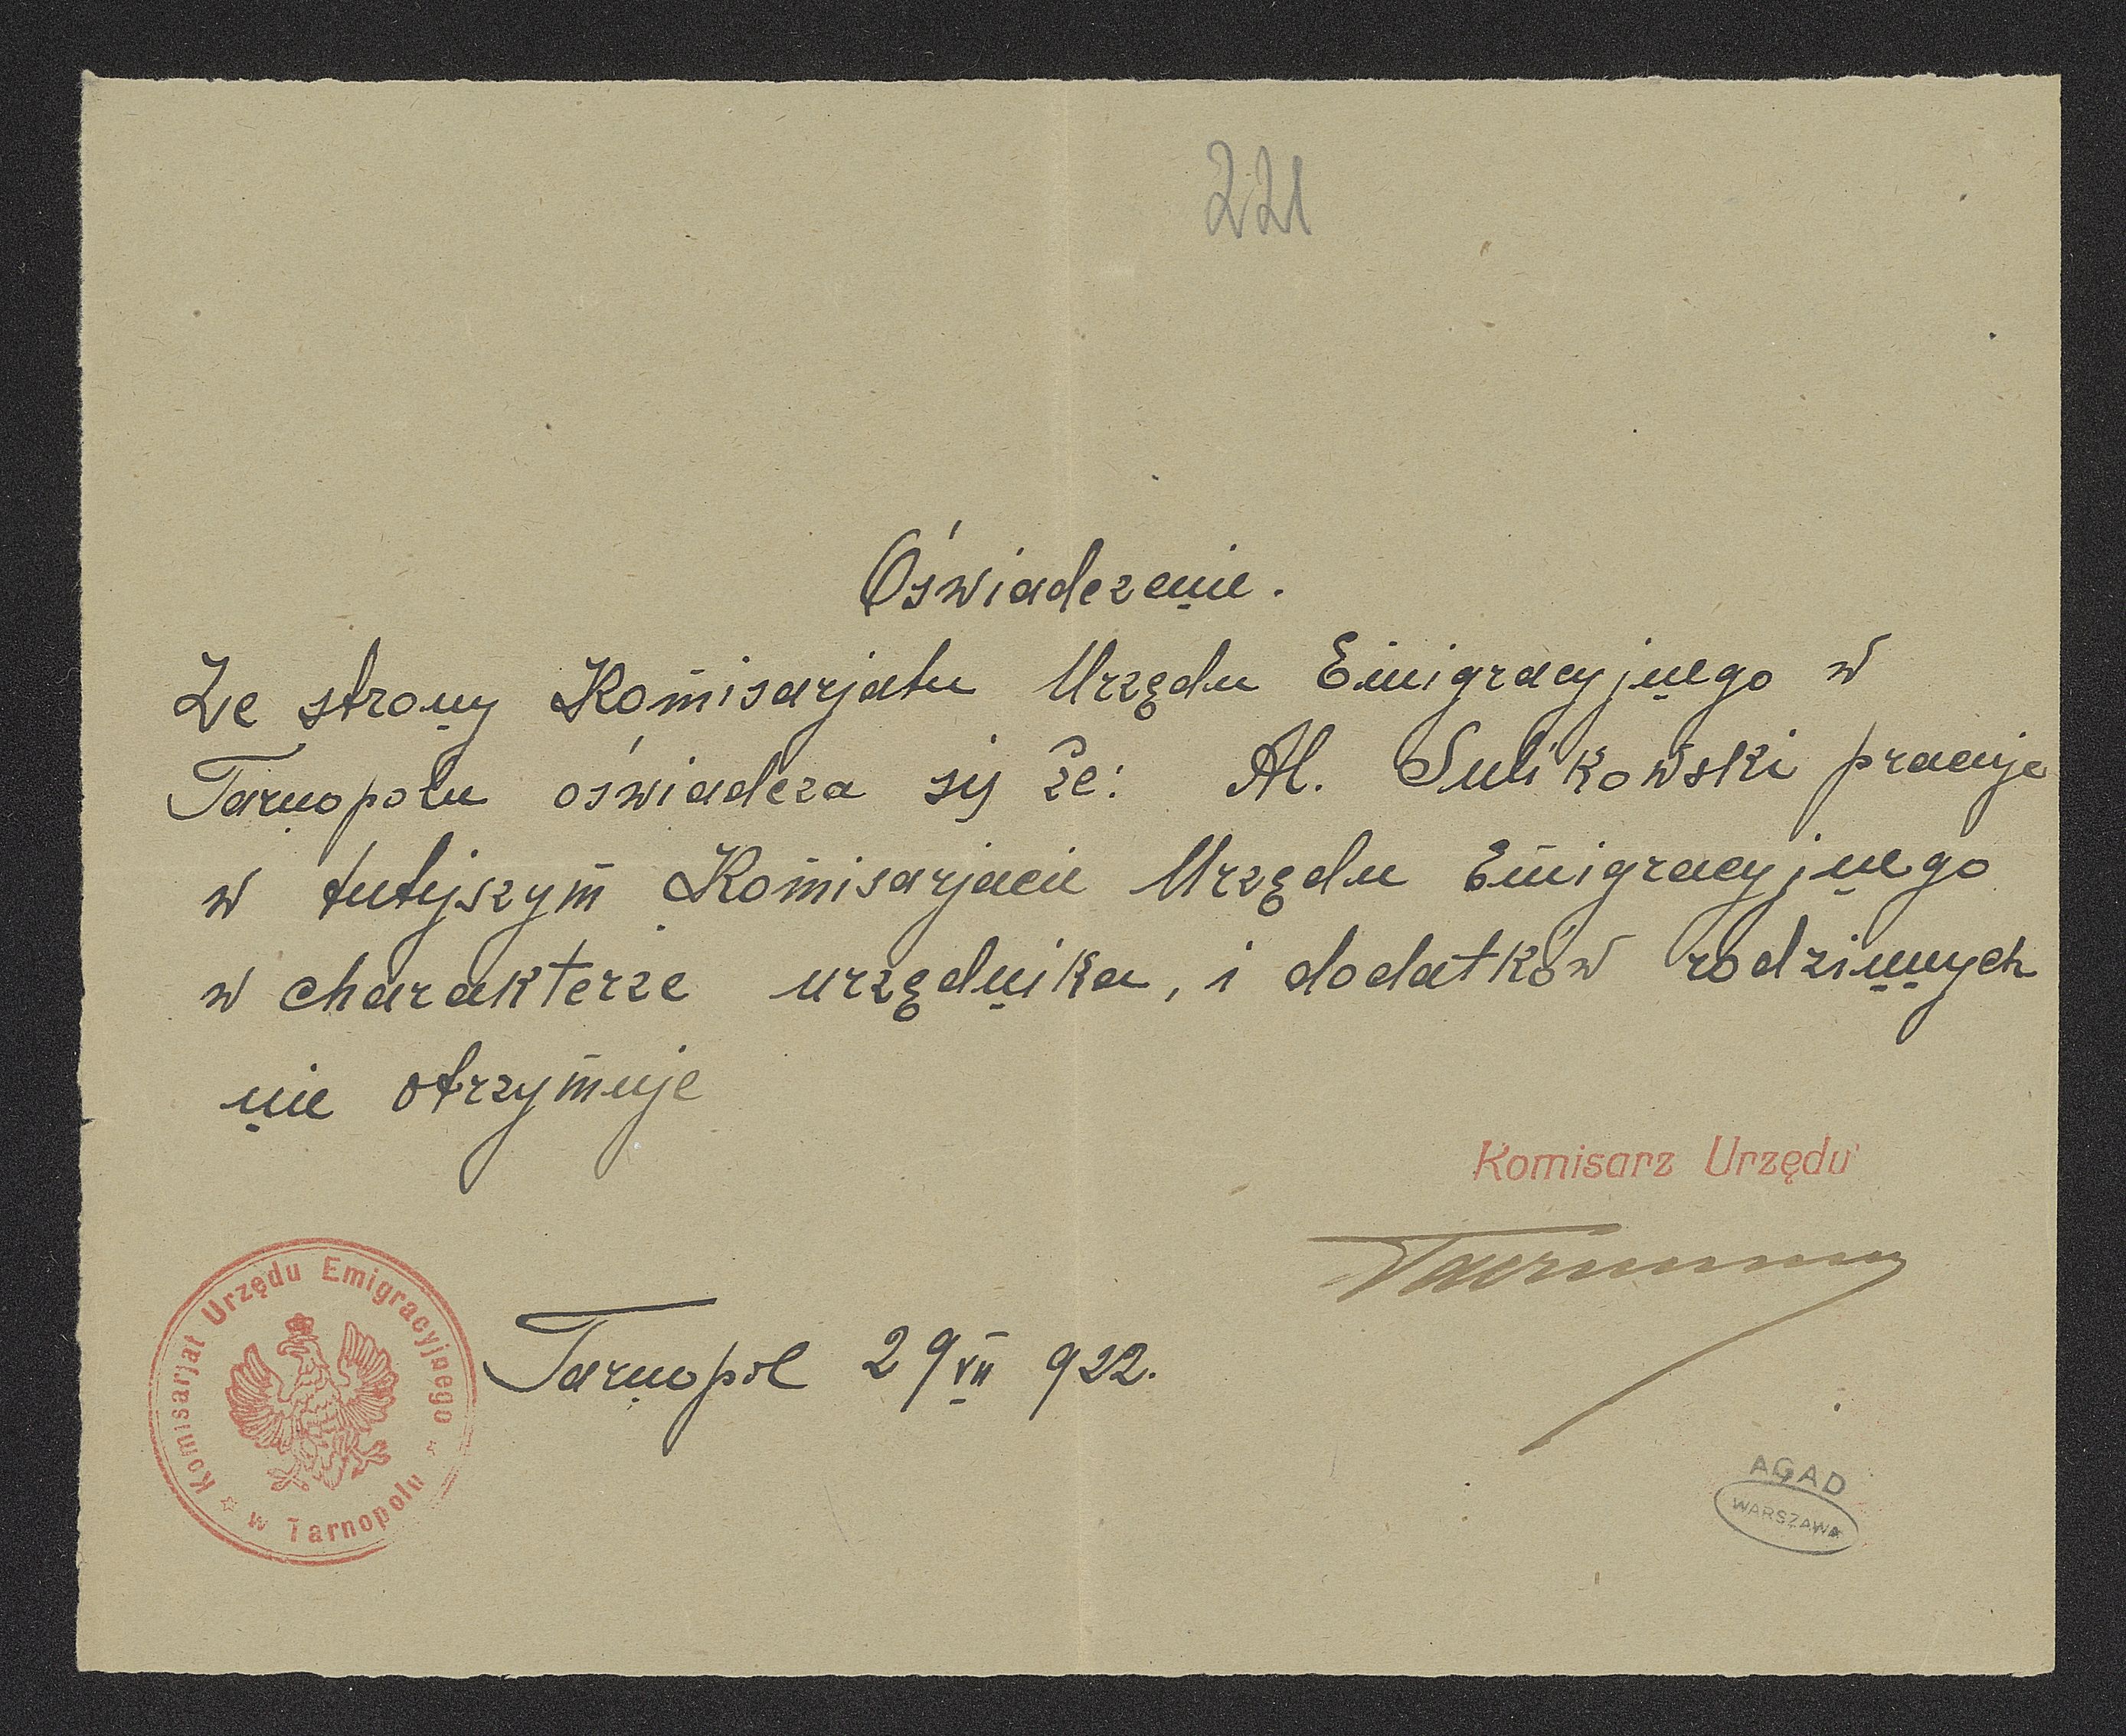 221
Oświadczenie.
Ze strony Komisarjatu Urzędu Emigracyjnego w
Tarnopolu oświadcza się że: Al. Sulikowski pracuje
w tutejszym Komisarjacie Urzędu Emigracyjnego
w charakterze urzędnika, i dodatków rodzinnych
nie otrzymuje
Komisarz Urzędu
Tarnopol 29 VII 922.
Komisarjat Urzędu Emigracyjnego
w Tarnopolu
AGAD
WARSZAWA